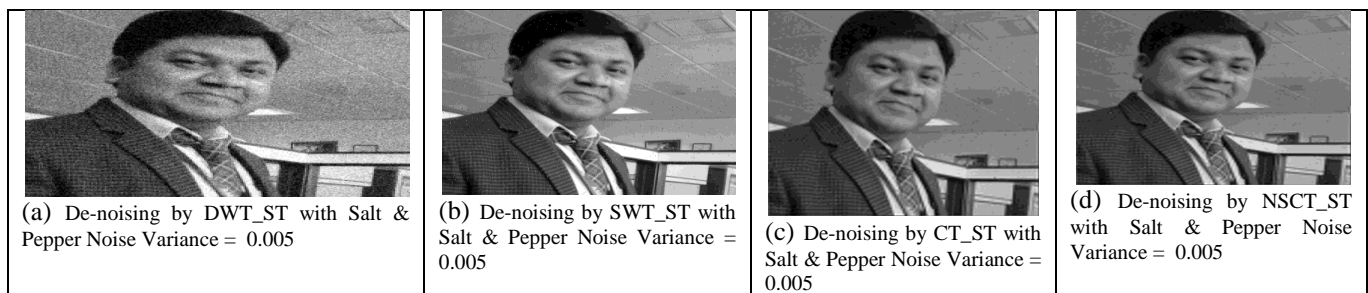 (a) De-noising by DWT_ST with Salt &
Pepper Noise Variance = 0.005
(b) De-noising by SWT_ST with
Salt & Pepper Noise Variance =
0.005
(c) De-noising by CT_ST with
Salt & Pepper Noise Variance =
0.005
(d) De-noising by NSCT_ST
with Salt & Pepper Noise
Variance = 0.005